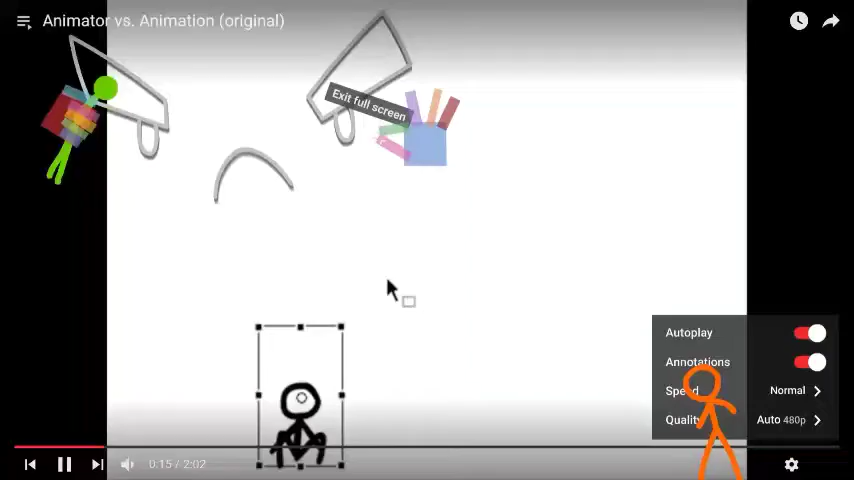 Animator vs. Animation (original)
Exit full screen
Autoplay
Annotations
Speed
Normal
Quality
Auto 480p
0:15 / 2:02